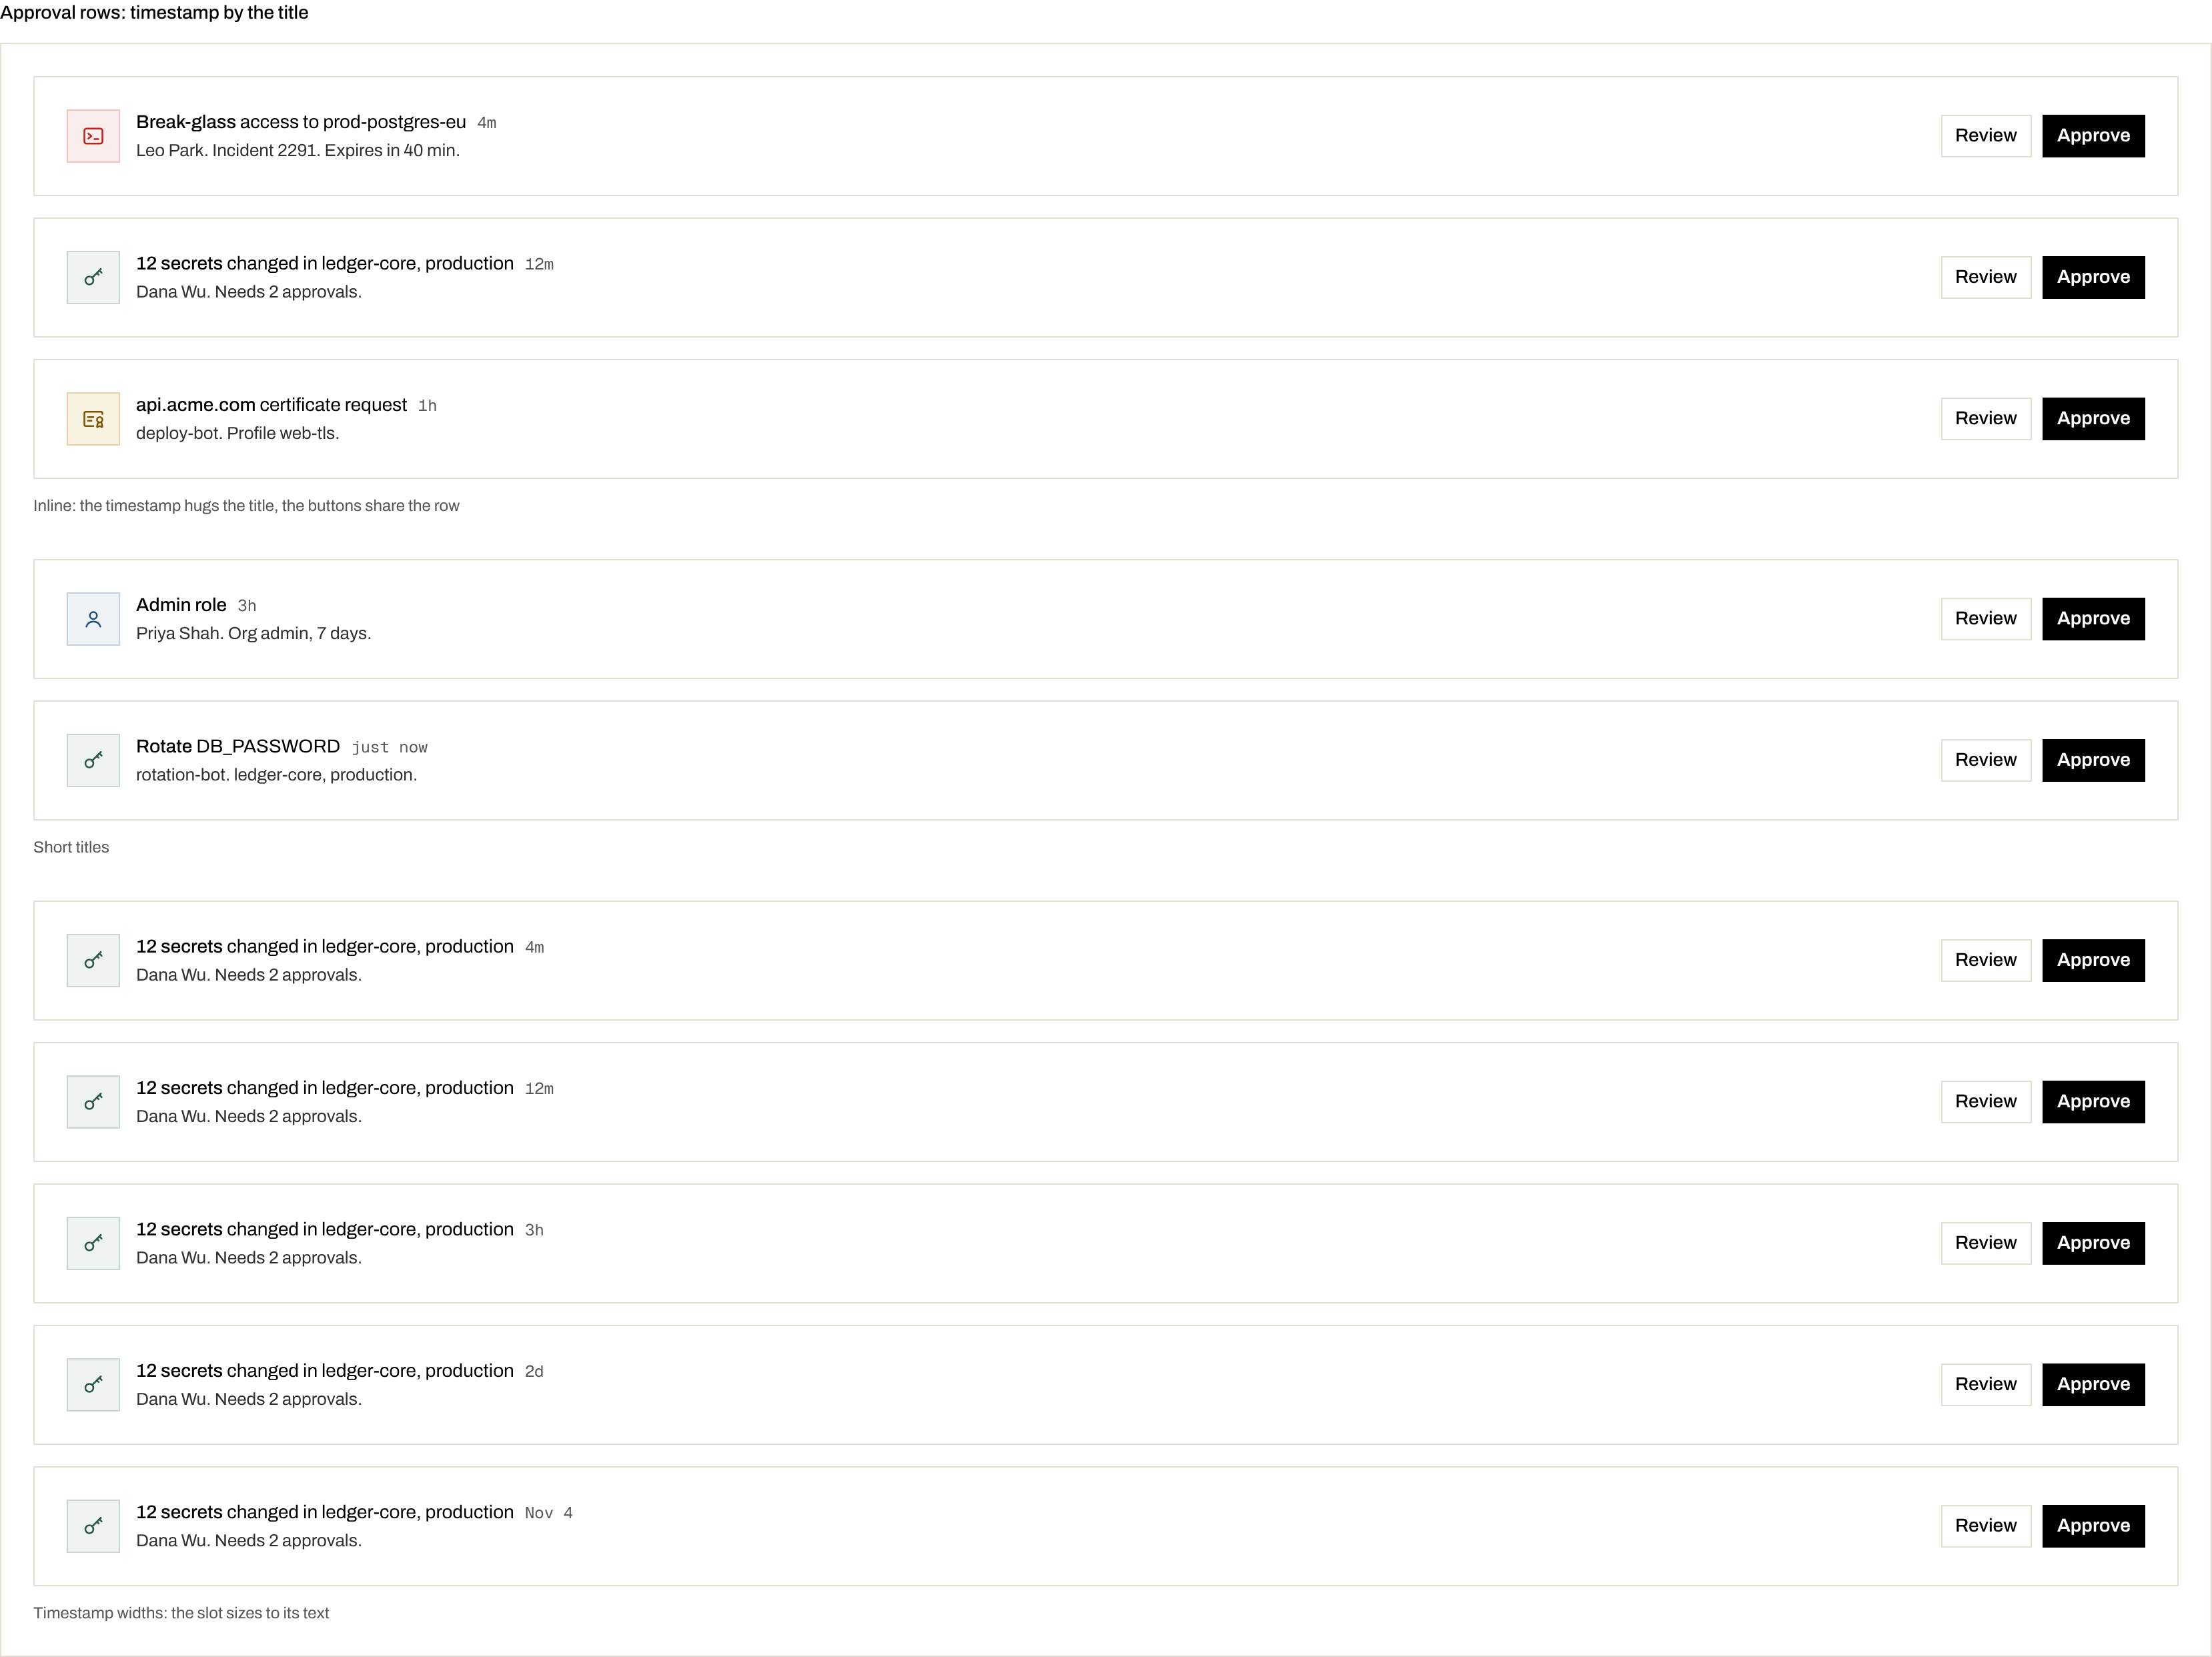 Approval rows: timestamp by the title
Break-glass access to prod-postgres-eu 4m
Leo Park. Incident 2291. Expires in 40 min.
Review Approve
12 secrets changed in ledger-core, production 12m
Dana Wu. Needs 2 approvals.
Review Approve
api.acme.com certificate request 1h
deploy-bot. Profile web-tls.
Review Approve
Inline: the timestamp hugs the title, the buttons share the row
Admin role 3h
Priya Shah. Org admin, 7 days.
Review Approve
Rotate DB_PASSWORD just now
rotation-bot. ledger-core, production.
Review Approve
Short titles
12 secrets changed in ledger-core, production 4m
Dana Wu. Needs 2 approvals.
Review Approve
12 secrets changed in ledger-core, production 12m
Dana Wu. Needs 2 approvals.
Review Approve
12 secrets changed in ledger-core, production 3h
Dana Wu. Needs 2 approvals.
Review Approve
12 secrets changed in ledger-core, production 2d
Dana Wu. Needs 2 approvals.
Review Approve
12 secrets changed in ledger-core, production Nov 4
Dana Wu. Needs 2 approvals.
Review Approve
Timestamp widths: the slot sizes to its text